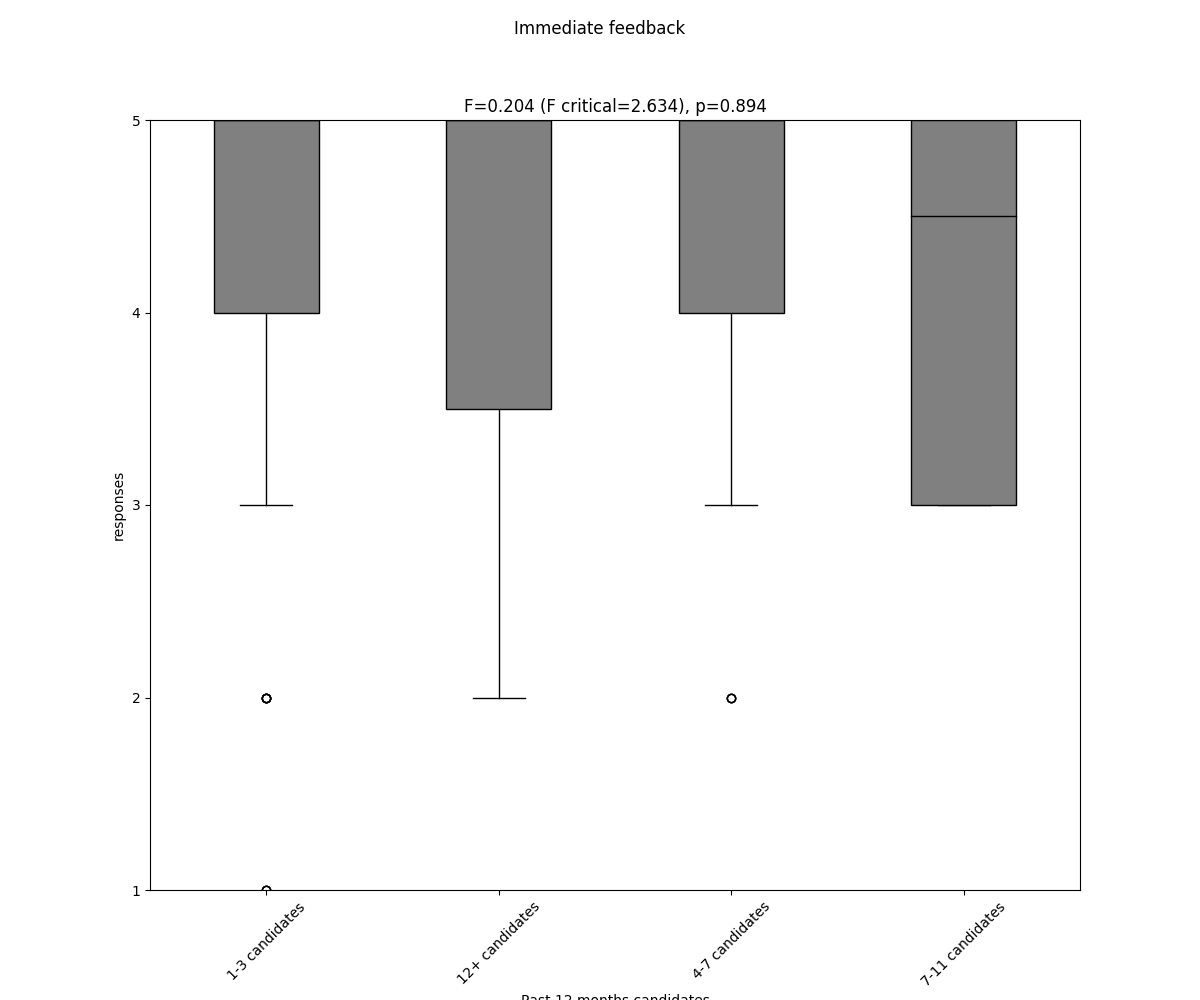 Immediate feedback
F=0.204 (F critical=2.634), p=0.894
5
4
3
2
1
responses
1-3 candidates
12+ candidates
4-7 candidates
7-11 candidates
Past 12 months candidates